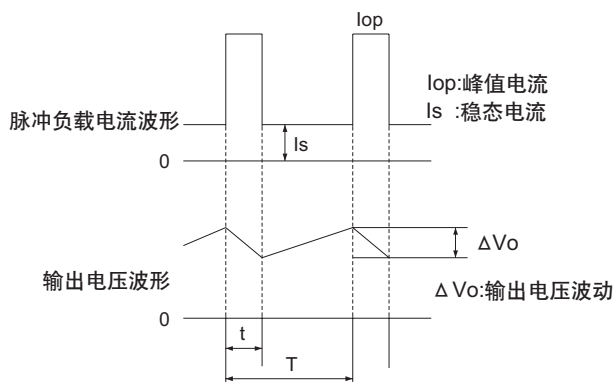 Iop
Iop:峰值电流
Is :稳态电流
脉冲负载电流波形
Is
0
ΔVo
输出电压波形
ΔVo:输出电压波动
0
t
T